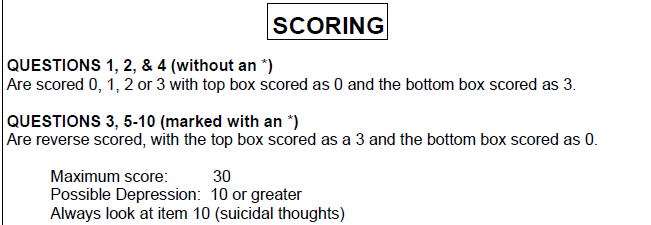 SCORING
QUESTIONS 1, 2, & 4 (without an *)
Are scored 0, 1, 2 or 3 with top box scored as 0 and the bottom box scored as 3.
QUESTIONS 3, 5-10 (marked with an *)
Are reverse scored, with the top box scored as a 3 and the bottom box scored as 0.
Maximum score: 30
Possible Depression: 10 or greater
Always look at item 10 (suicidal thoughts)